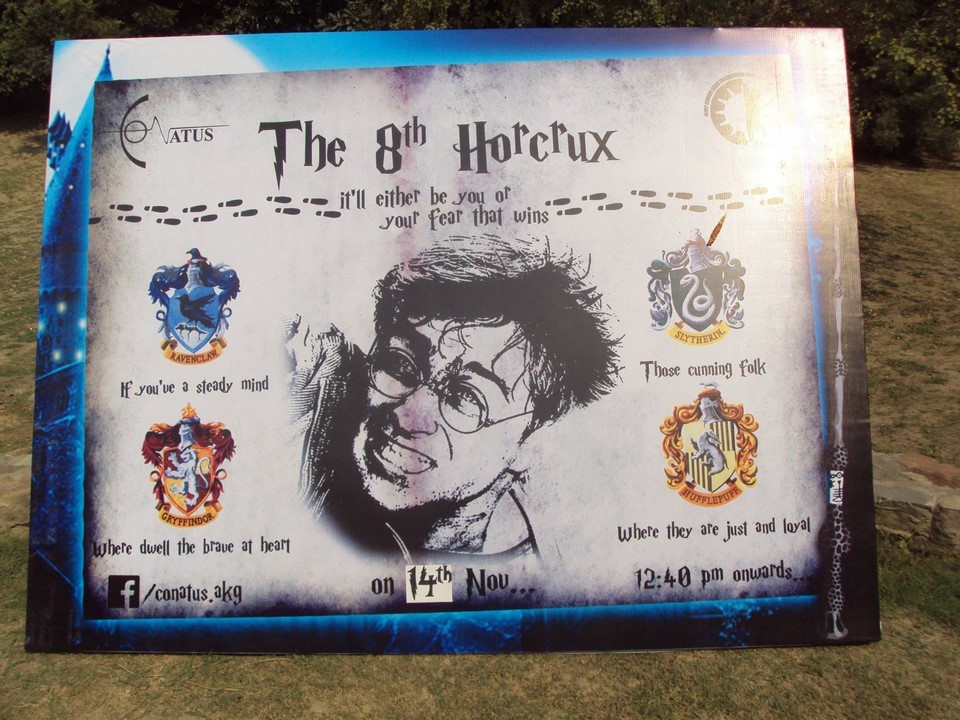 CONATUS
The 8th Horcrux
it'll either be you or
your fear that wins
RAVENCLAW
SLYTHERIN
If you've a steady mind
Those cunning folk
GRYFFINDOR
HUFFLEPUFF
Where dwell the brave at heart
Where they are just and loyal
f/conatus.akg
on 14th Nov...
12:40 pm onwards...